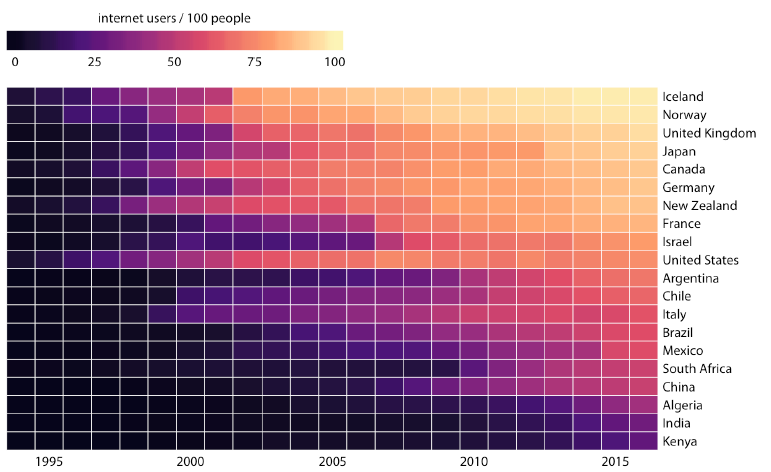 internet users / 100 people
0 25 50 75 100
Iceland
Norway
United Kingdom
Japan
Canada
Germany
New Zealand
France
Israel
United States
Argentina
Chile
Italy
Brazil
Mexico
South Africa
China
Algeria
India
Kenya
1995 2000 2005 2010 2015